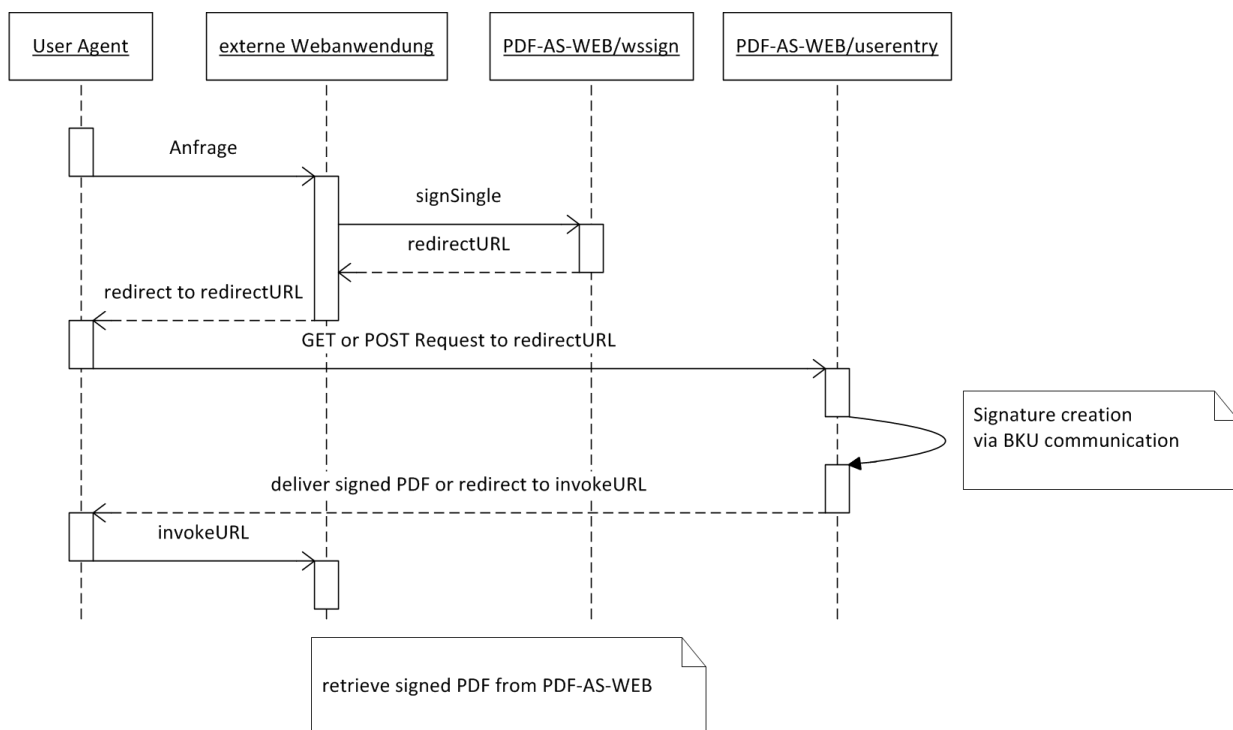 User Agent
externe Webanwendung
PDF-AS-WEB/wssign
PDF-AS-WEB/userentry
Anfrage
signSingle
redirectURL
redirect to redirectURL
GET or POST Request to redirectURL
Signature creation
via BKU communication
deliver signed PDF or redirect to invokeURL
invokeURL
retrieve signed PDF from PDF-AS-WEB